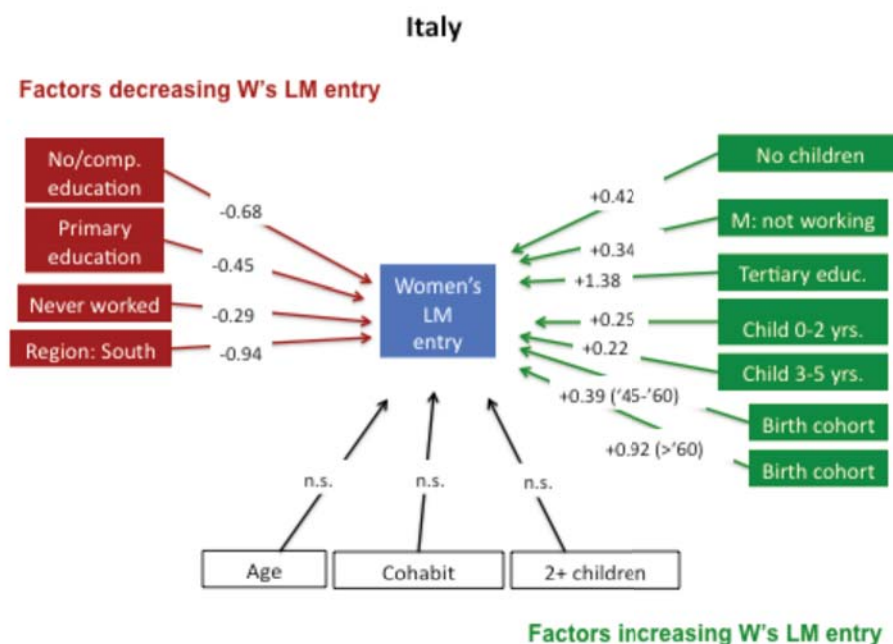 Italy
Factors decreasing W's LM entry
No/comp.
education
-0.68
Primary
education
-0.45
Never worked
-0.29
Region: South
-0.94
Women's
LM
entry
No children
+0.42
M: not working
+0.34
Tertiary educ.
+1.38
Child 0-2 yrs.
+0.25
Child 3-5 yrs.
+0.22
Birth cohort
+0.39 ('45-'60)
Birth cohort
+0.92 (>'60)
n.s.
n.s.
n.s.
Age
Cohabit
2+ children
Factors increasing W's LM entry